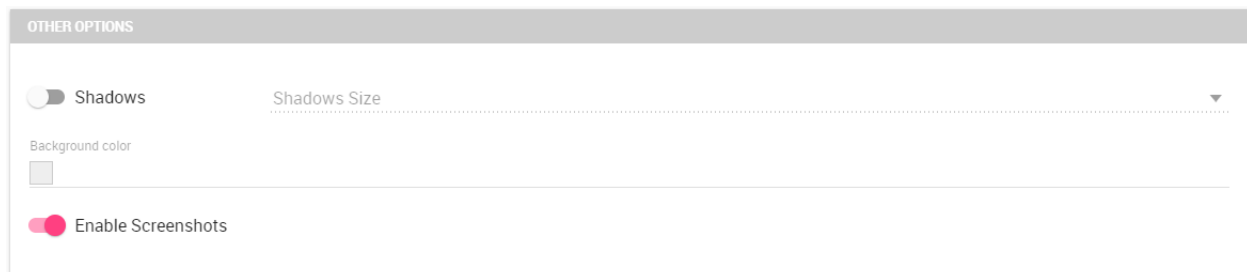 OTHER OPTIONS
Shadows
Shadows Size
Background color
Enable Screenshots